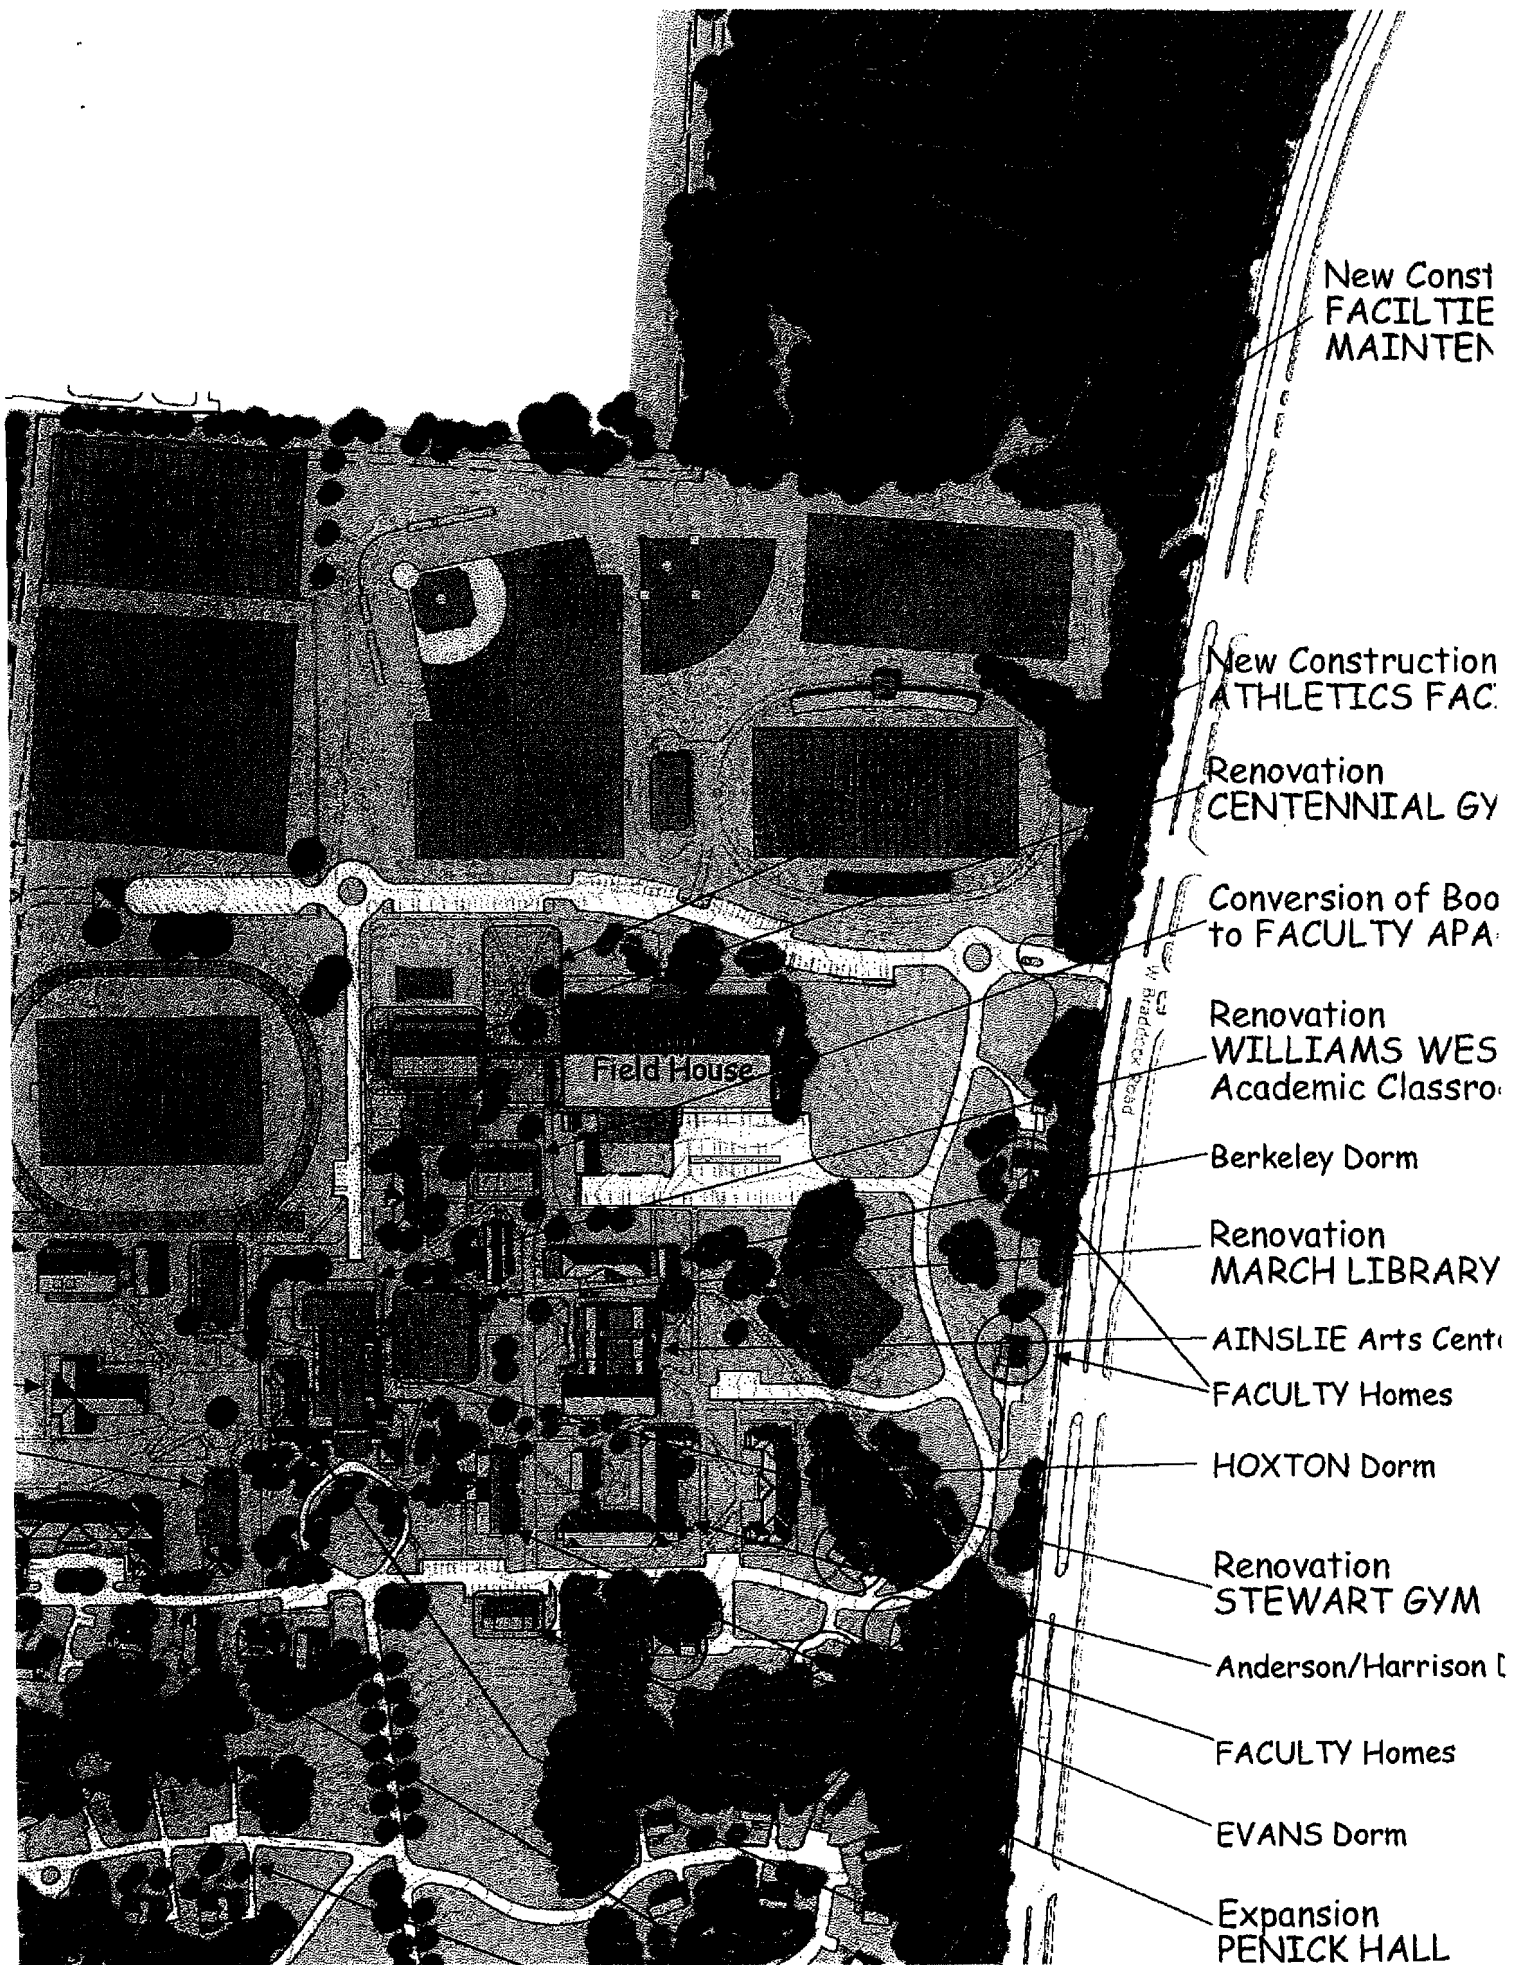 New Const
FACILTIE
MAINTEN
New Construction
ATHLETICS FAC
Renovation
CENTENNIAL GY
Conversion of Boo
to FACULTY APA
W Braddock Road
Renovation
WILLIAMS WES
Academic Classro
Field House
Berkeley Dorm
Renovation
MARCH LIBRARY
AINSLIE Arts Cent
FACULTY Homes
HOXTON Dorm
Renovation
STEWART GYM
Anderson/Harrison D
FACULTY Homes
EVANS Dorm
Expansion
PENICK HALL